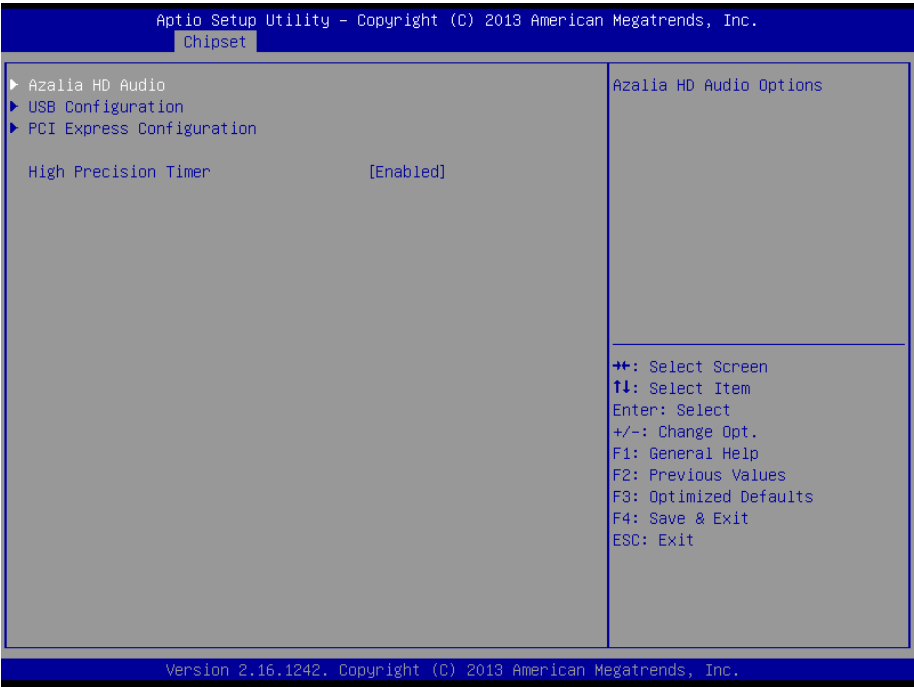 Aptio Setup Utility – Copyright (C) 2013 American Megatrends, Inc.
Chipset
Azalia HD Audio
USB Configuration
PCI Express Configuration
High Precision Timer [Enabled]
Azalia HD Audio Options
→←: Select Screen
↑↓: Select Item
Enter: Select
+/-: Change Opt.
F1: General Help
F2: Previous Values
F3: Optimized Defaults
F4: Save & Exit
ESC: Exit
Version 2.16.1242. Copyright (C) 2013 American Megatrends, Inc.